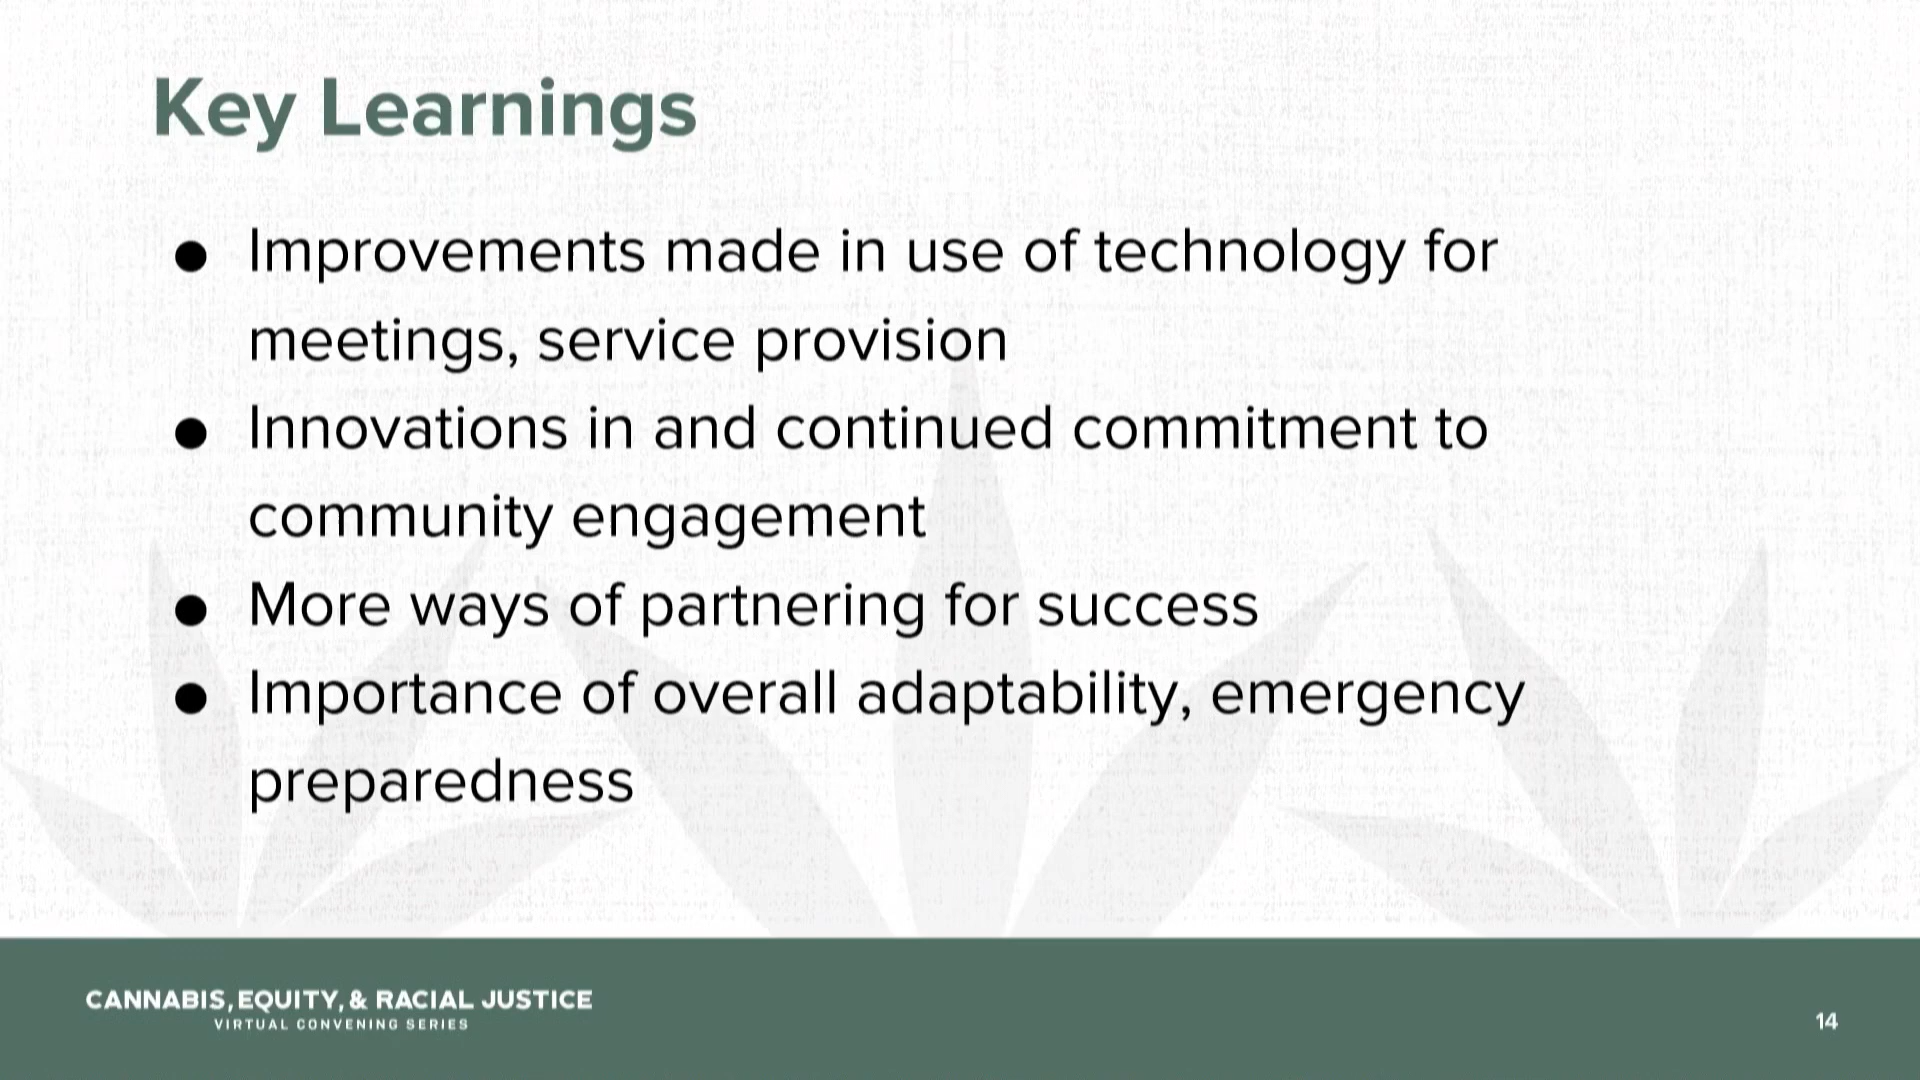 Key Learnings
● Improvements made in use of technology for
meetings, service provision
● Innovations in and continued commitment to
community engagement
● More ways of partnering for success
● Importance of overall adaptability, emergency
preparedness
CANNABIS, EQUITY, & RACIAL JUSTICE
VIRTUAL CONVENING SERIES
14